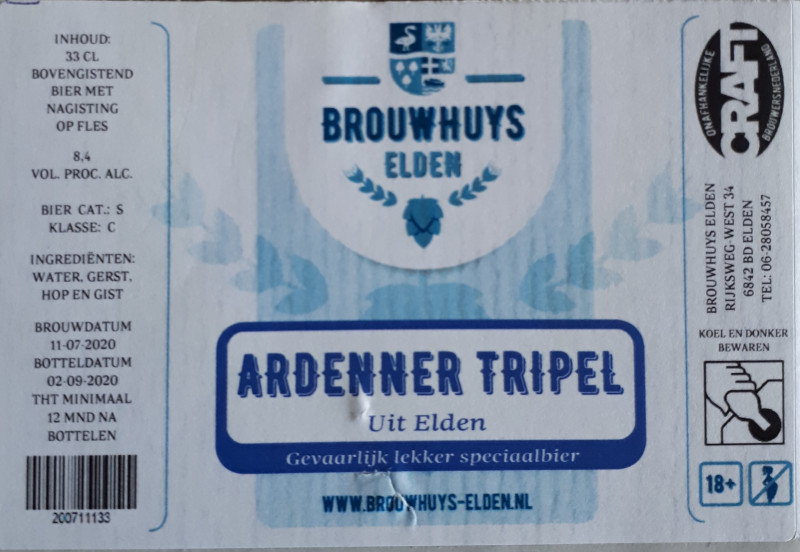 INHOUD:
33 CL
BOVENGISTEND
BIER MET
NAGISTING
OP FLES
8,4
VOL. PROC. ALC.
BIER CAT.: S
KLASSE: C
INGREDIËNTEN:
WATER, GERST,
HOP EN GIST
BROUWDATUM
11-07-2020
BOTTELDATUM
02-09-2020
THT MINIMAAL
12 MND NA
BOTTELEN
200711133
BROUWHUYS
ELDEN
ARDENNER TRIPEL
Uit Elden
Gevaarlijk lekker speciaalbier
WWW.BROUWHUYS-ELDEN.NL
ONAFHANKELIJKE
CRAFT
BROUWERS NEDERLAND
BROUWHUYS ELDEN
RIJKSWEG-WEST 34
6842 BD ELDEN
TEL: 06-28058457
KOEL EN DONKER
BEWAREN
18+